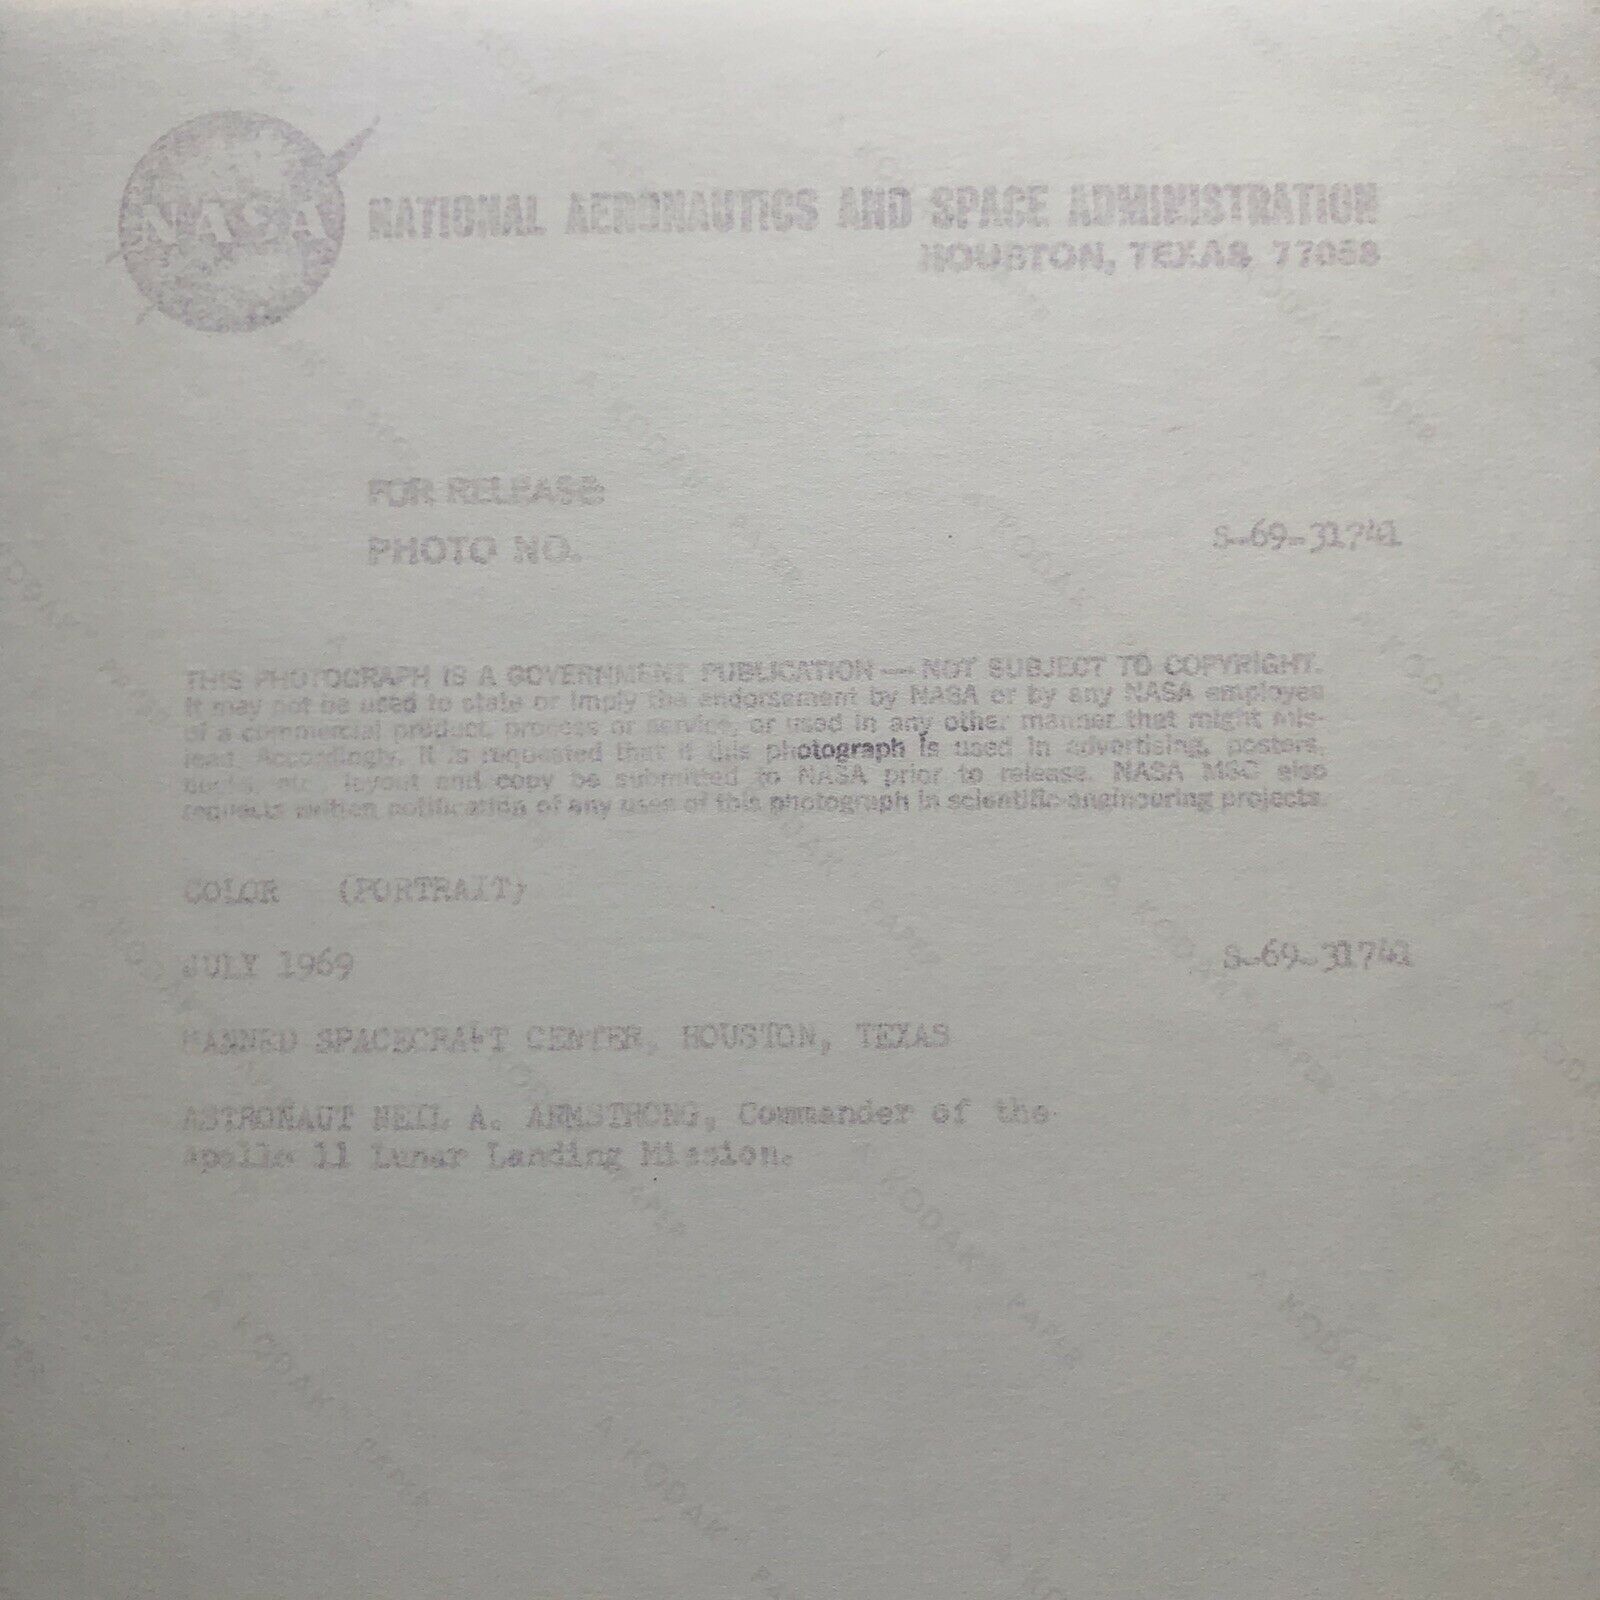 NASA
NATIONAL AERONAUTICS AND SPACE ADMINISTRATION
HOUSTON, TEXAS 77058
FOR RELEASE:
PHOTO NO. S-69-31741
THIS PHOTOGRAPH IS A GOVERNMENT PUBLICATION — NOT SUBJECT TO COPYRIGHT.
It may not be used to state or imply the endorsement by NASA or by any NASA employee
of a commercial product, process or service, or used in any other manner that might mis-
lead. Accordingly, it is requested that if this photograph is used in advertising, posters,
books, etc., layout and copy be submitted to NASA prior to release. NASA MSC also
requests written notification of any uses of this photograph in scientific-engineering projects.
COLOR (PORTRAIT)
JULY 1969 S-69-31741
MANNED SPACECRAFT CENTER, HOUSTON, TEXAS
ASTRONAUT NEIL A. ARMSTRONG, Commander of the
Apollo 11 Lunar Landing Mission.
A KODAK PAPER